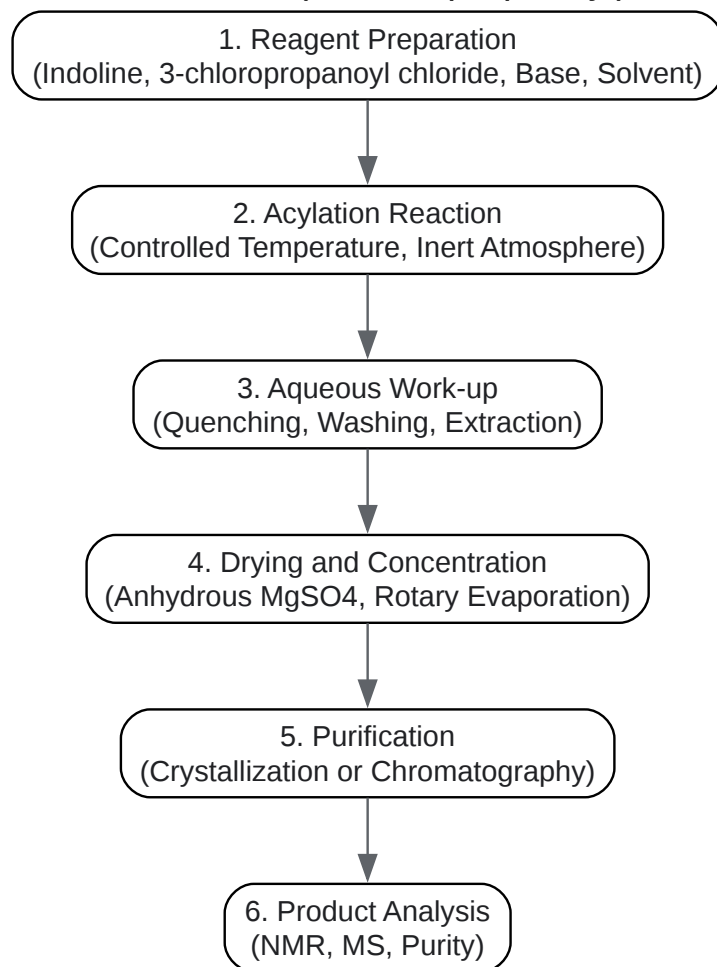 1. Reagent Preparation
(Indoline, 3-chloropropanoyl chloride, Base, Solvent)
2. Acylation Reaction
(Controlled Temperature, Inert Atmosphere)
3. Aqueous Work-up
(Quenching, Washing, Extraction)
4. Drying and Concentration
(Anhydrous MgSO4, Rotary Evaporation)
5. Purification
(Crystallization or Chromatography)
6. Product Analysis
(NMR, MS, Purity)